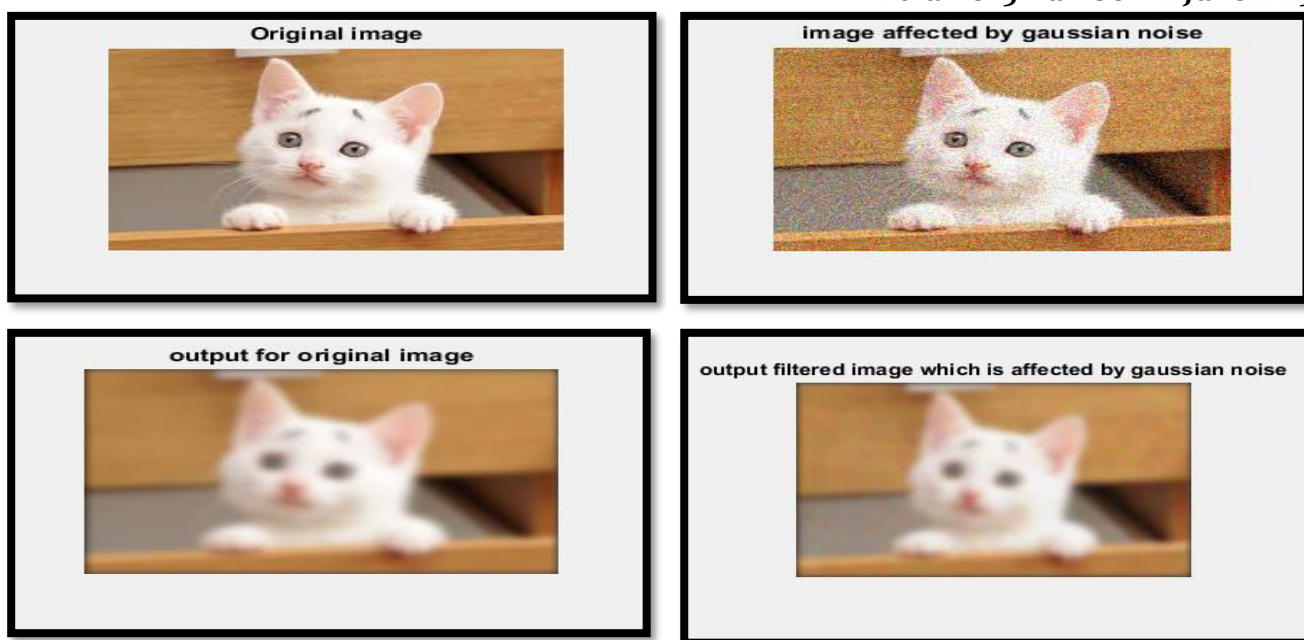 Original image
image affected by gaussian noise
output for original image
output filtered image which is affected by gaussian noise